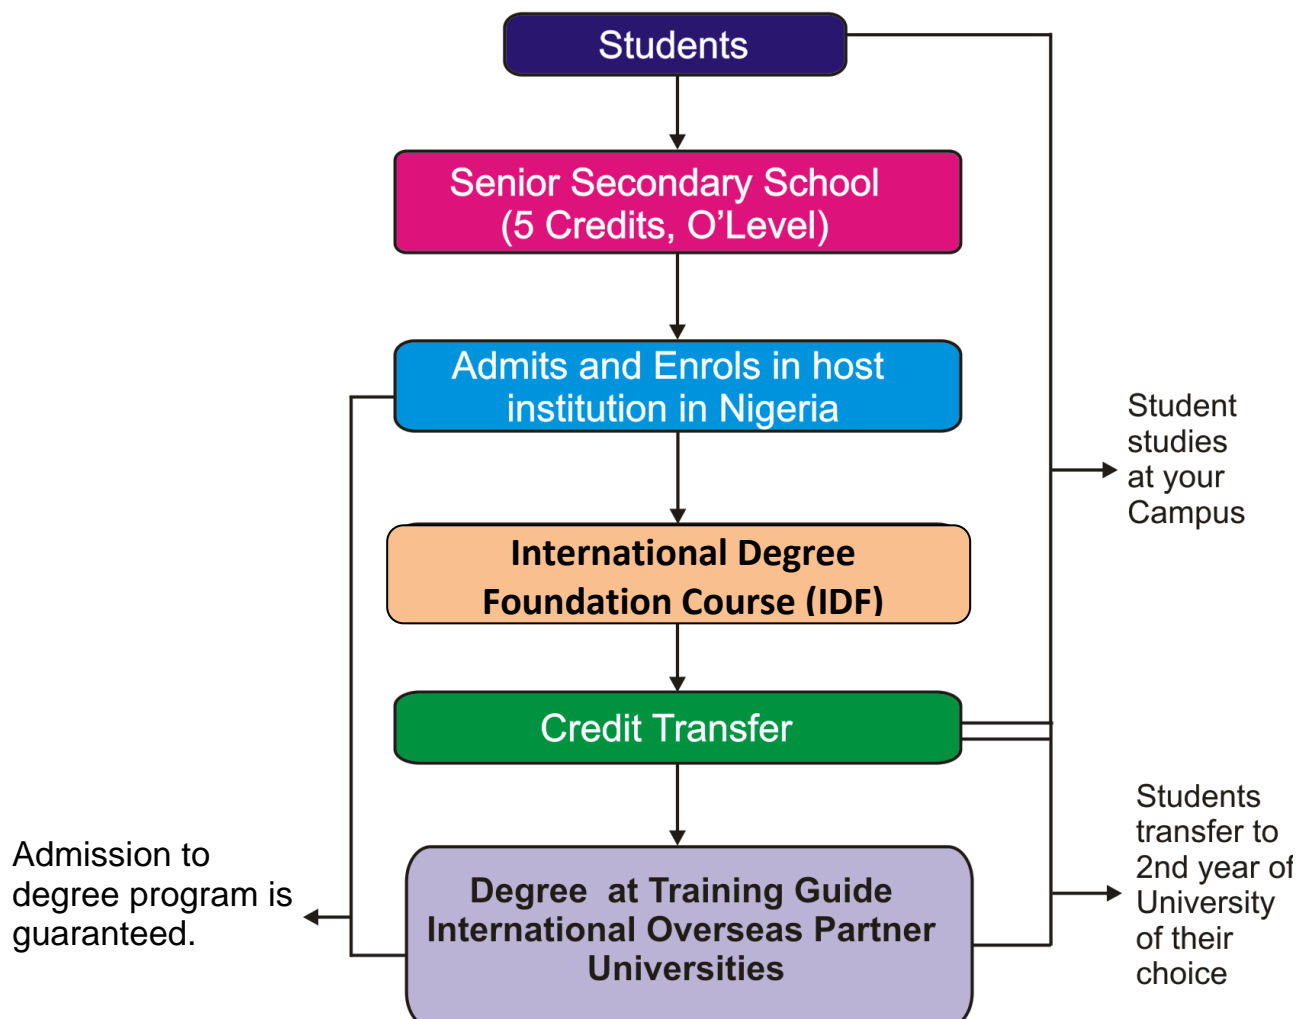 Students
Senior Secondary School
(5 Credits, O’Level)
Admits and Enrols in host
institution in Nigeria
Student
studies
at your
Campus
International Degree
Foundation Course (IDF)
Credit Transfer
Students
transfer to
2nd year of
University
of their
choice
Admission to
degree program is
guaranteed.
Degree  at Training Guide
International Overseas Partner
Universities